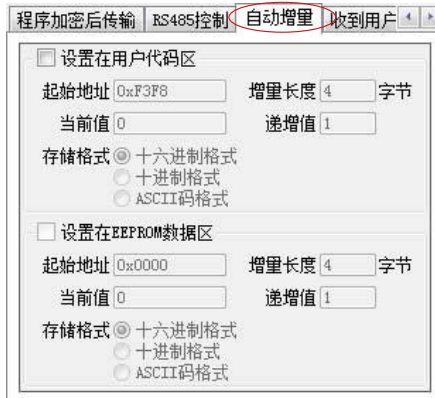 程序加密后传输 RS485控制 自动增量 收到用户
设置在用户代码区
起始地址 0xF3F8 增量长度 4 字节
当前值 0 递增值 1
存储格式 十六进制格式
十进制格式
ASCII码格式
设置在EEPROM数据区
起始地址 0x0000 增量长度 4 字节
当前值 0 递增值 1
存储格式 十六进制格式
十进制格式
ASCII码格式